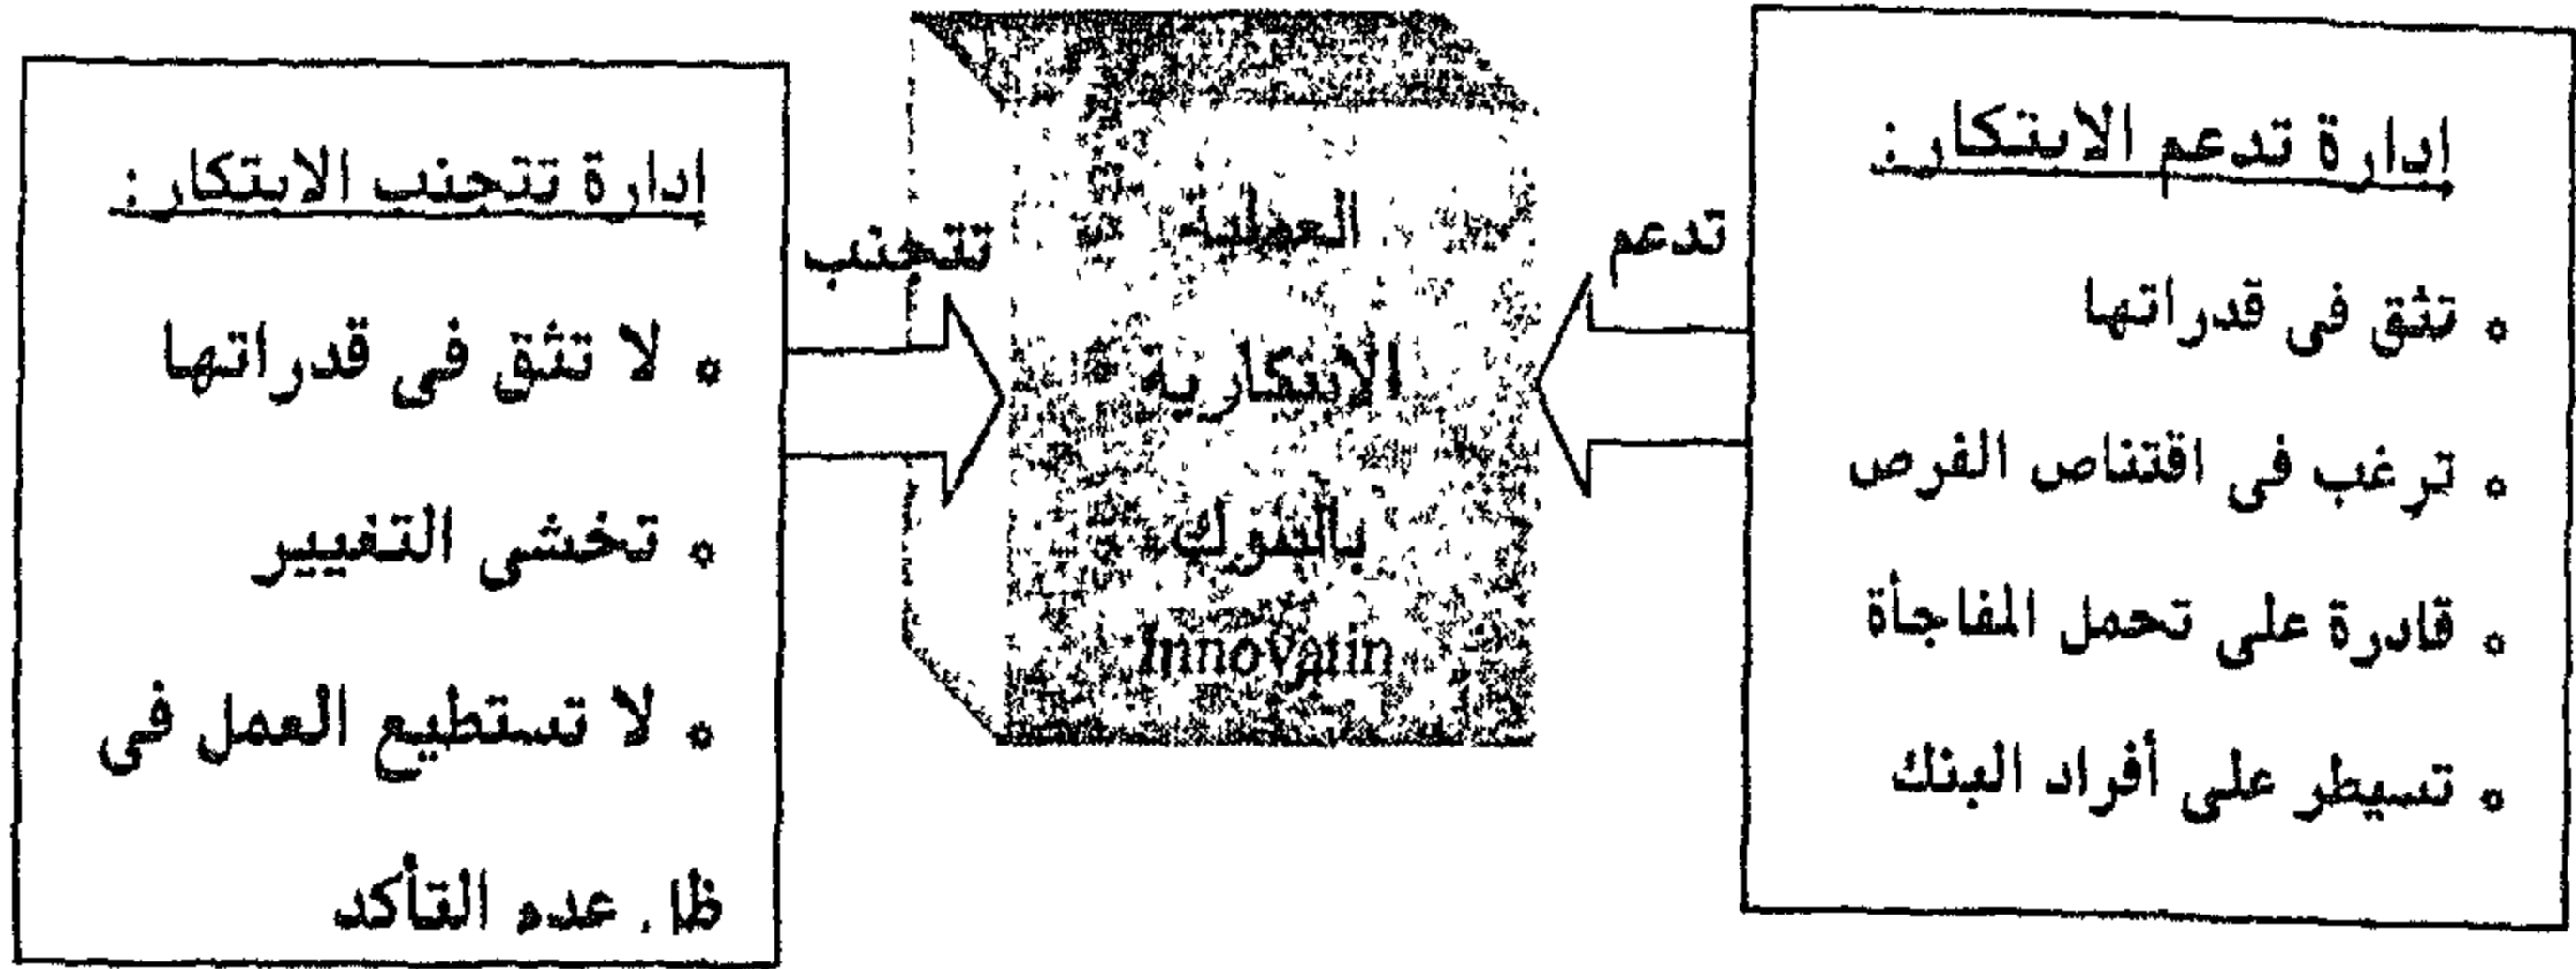 إدارة تدعم الابتكار:
• تثق فى قدراتها
• ترغب فى اقتناص الفرص
• قادرة على تحمل المفاجأة
• تسيطر على أفراد البنك
تدعم
العملية
الابتكارية
بالبنوك
Innovatin
تتجنب
إدارة تتجنب الابتكار:
• لا تثق فى قدراتها
• تخشى التغيير
• لا تستطيع العمل فى
ظل عدم التأكد